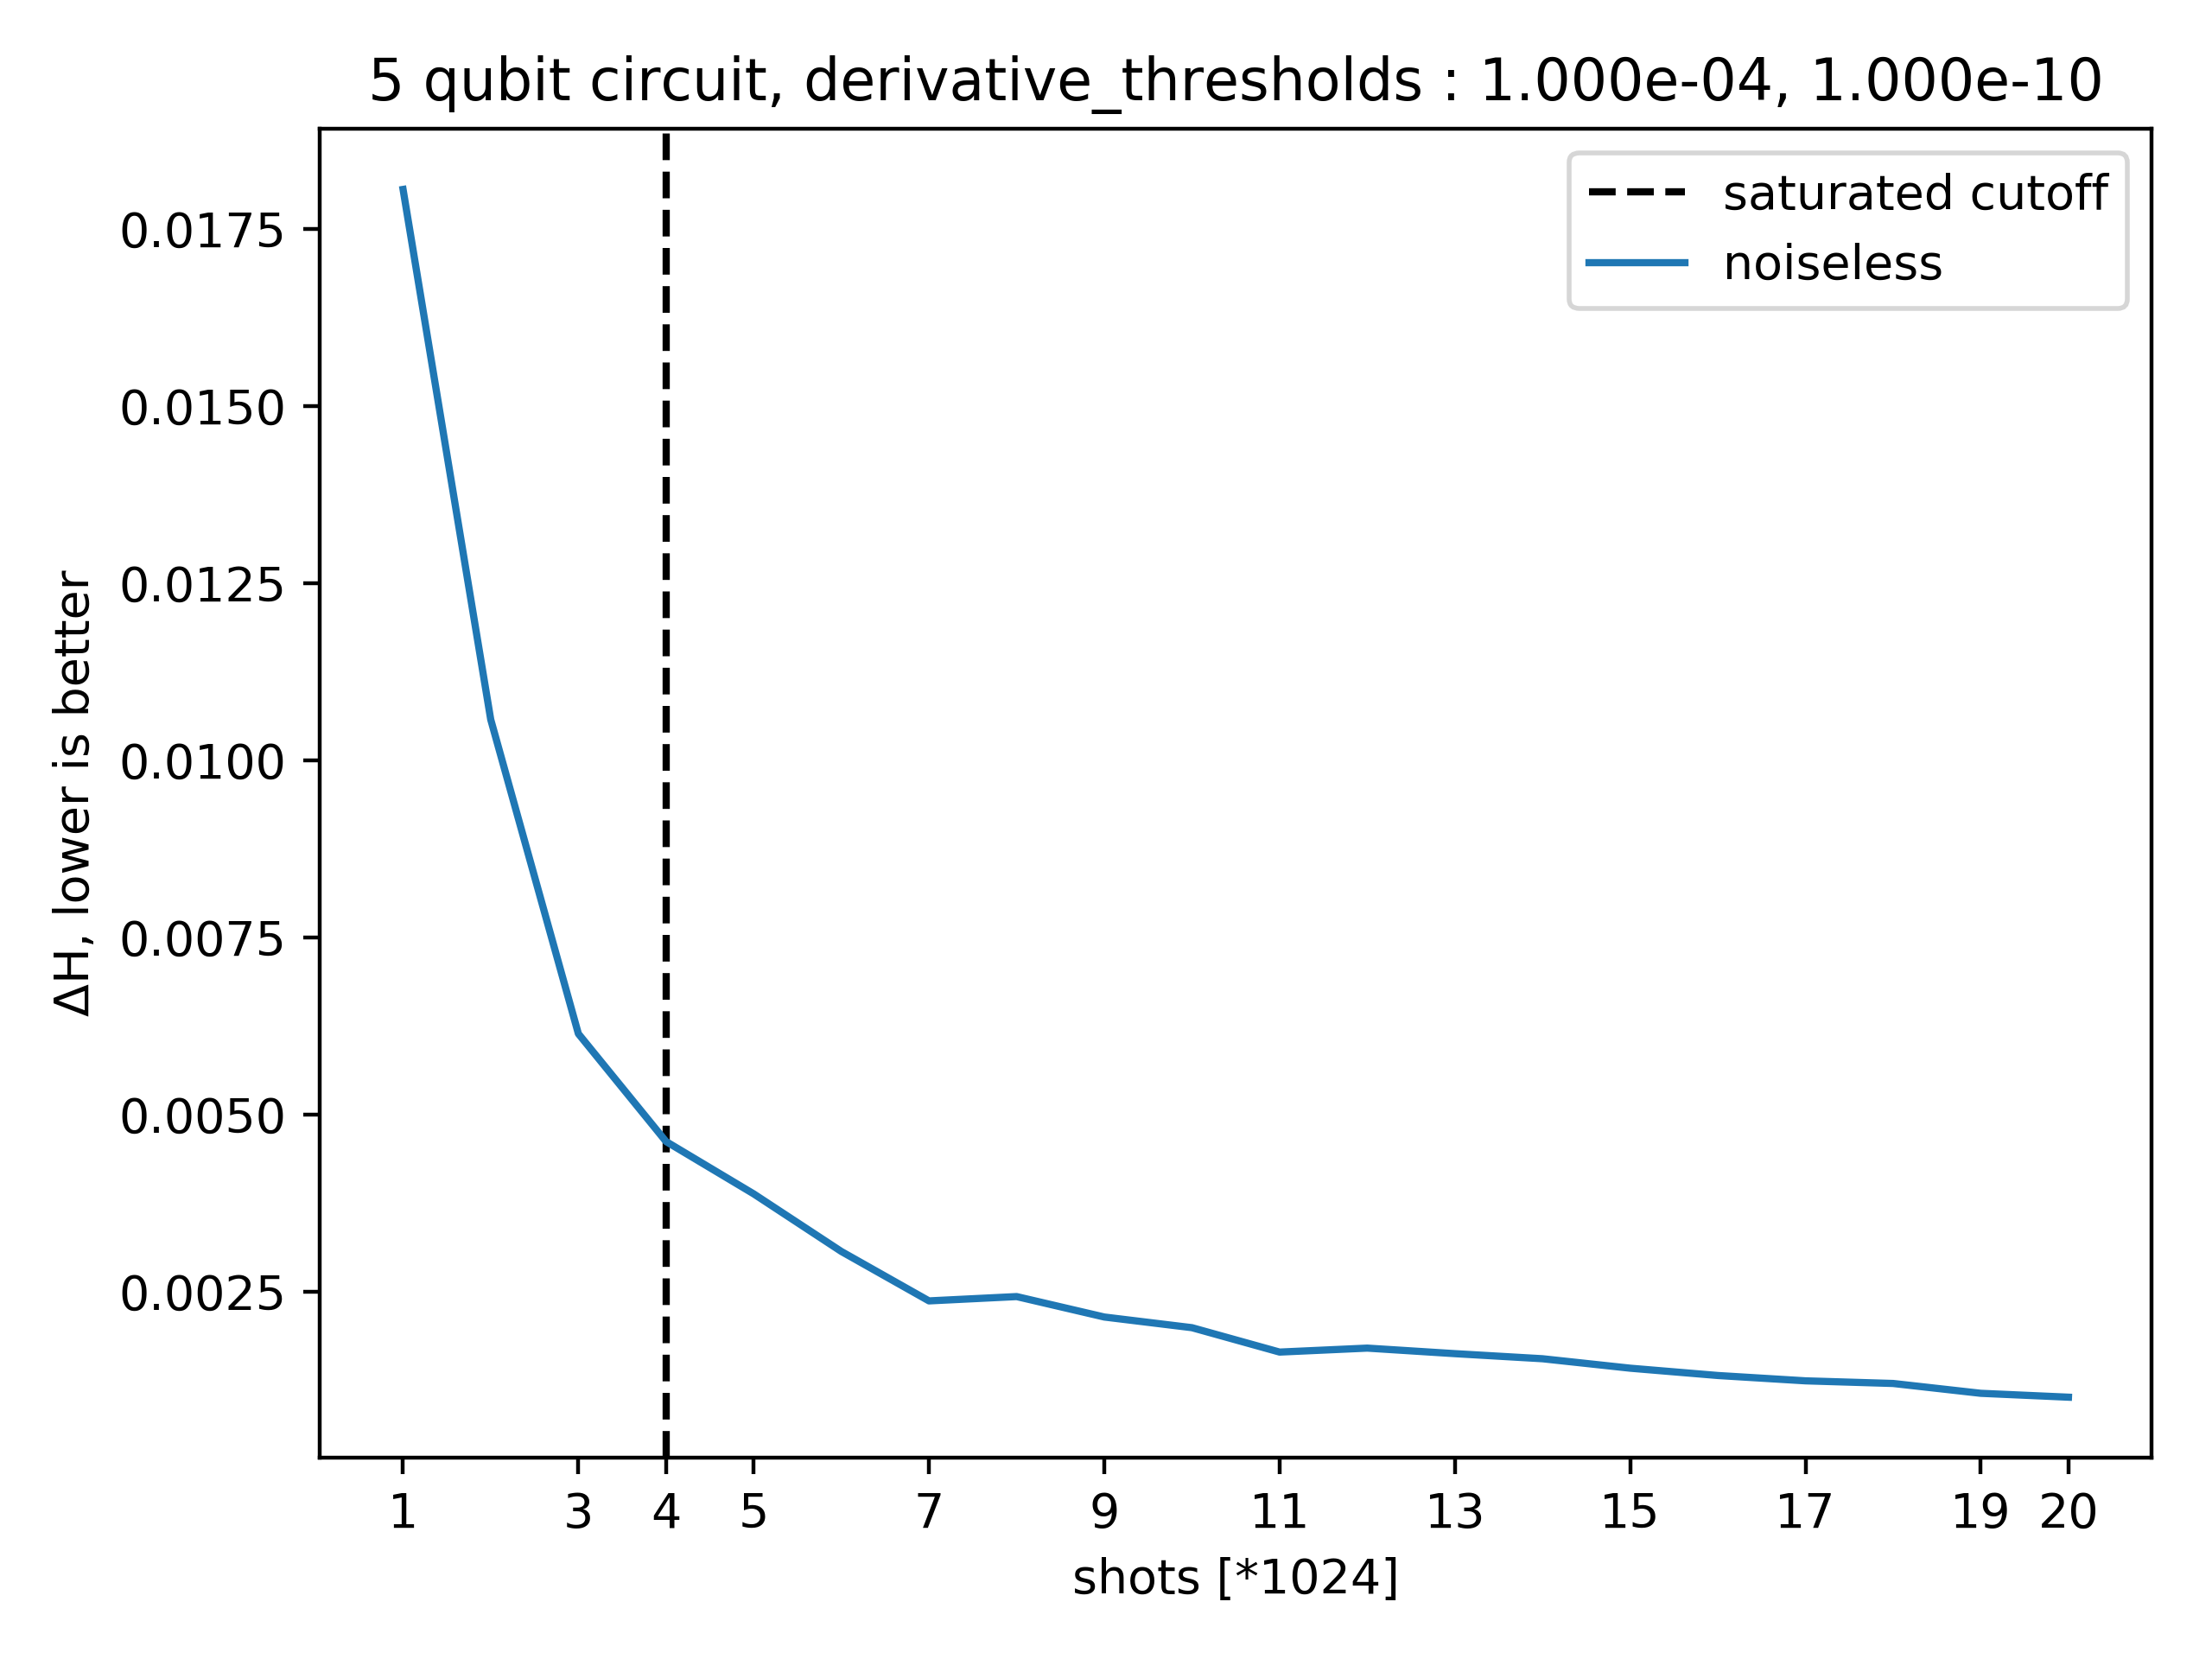 5 qubit circuit, derivative_thresholds : 1.000e-04, 1.000e-10
saturated cutoff
noiseless
0.0175
0.0150
0.0125
0.0100
0.0075
0.0050
0.0025
ΔH, lower is better
1 3 4 5 7 9 11 13 15 17 19 20
shots [*1024]